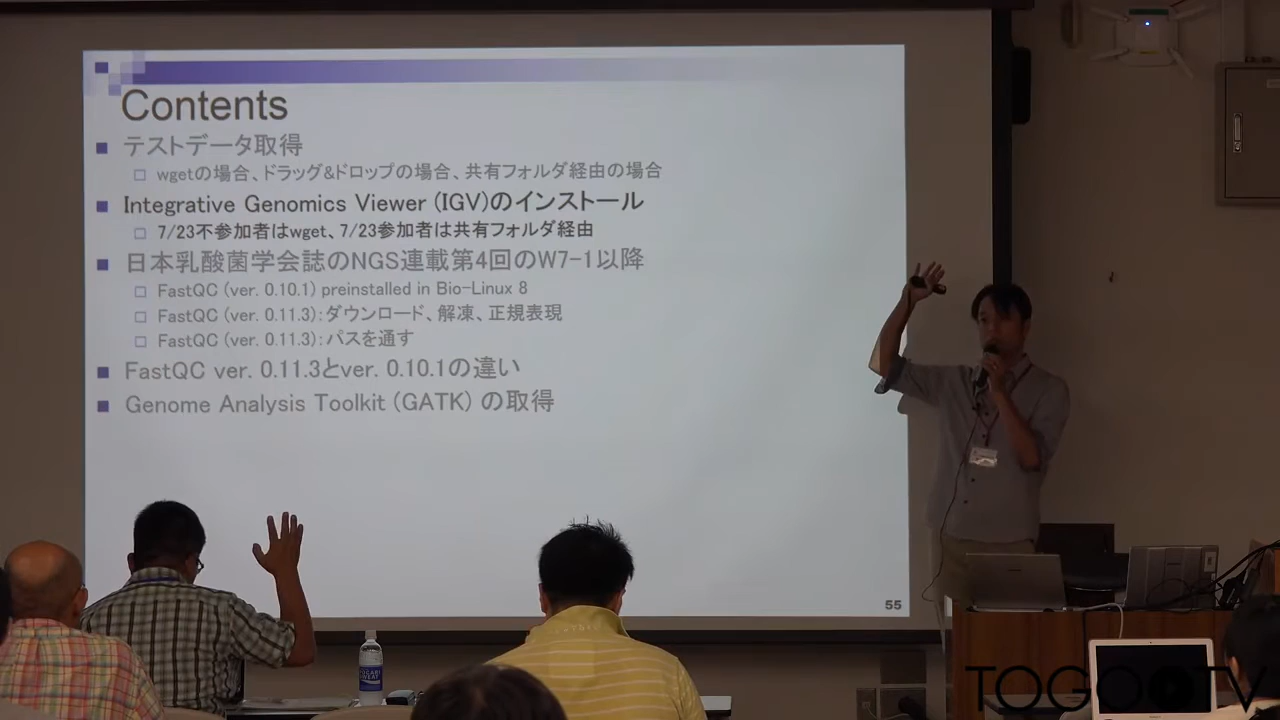 Contents
テストデータ取得
wgetの場合、ドラッグ&ドロップの場合、共有フォルダ経由の場合
Integrative Genomics Viewer (IGV)のインストール
7/23不参加者はwget、7/23参加者は共有フォルダ経由
日本乳酸菌学会誌のNGS連載第4回のW7-1以降
FastQC (ver. 0.10.1) preinstalled in Bio-Linux 8
FastQC (ver. 0.11.3):ダウンロード、解凍、正規表現
FastQC (ver. 0.11.3):パスを通す
FastQC ver. 0.11.3とver. 0.10.1の違い
Genome Analysis Toolkit (GATK) の取得
55
SWEAT
TOGO TV